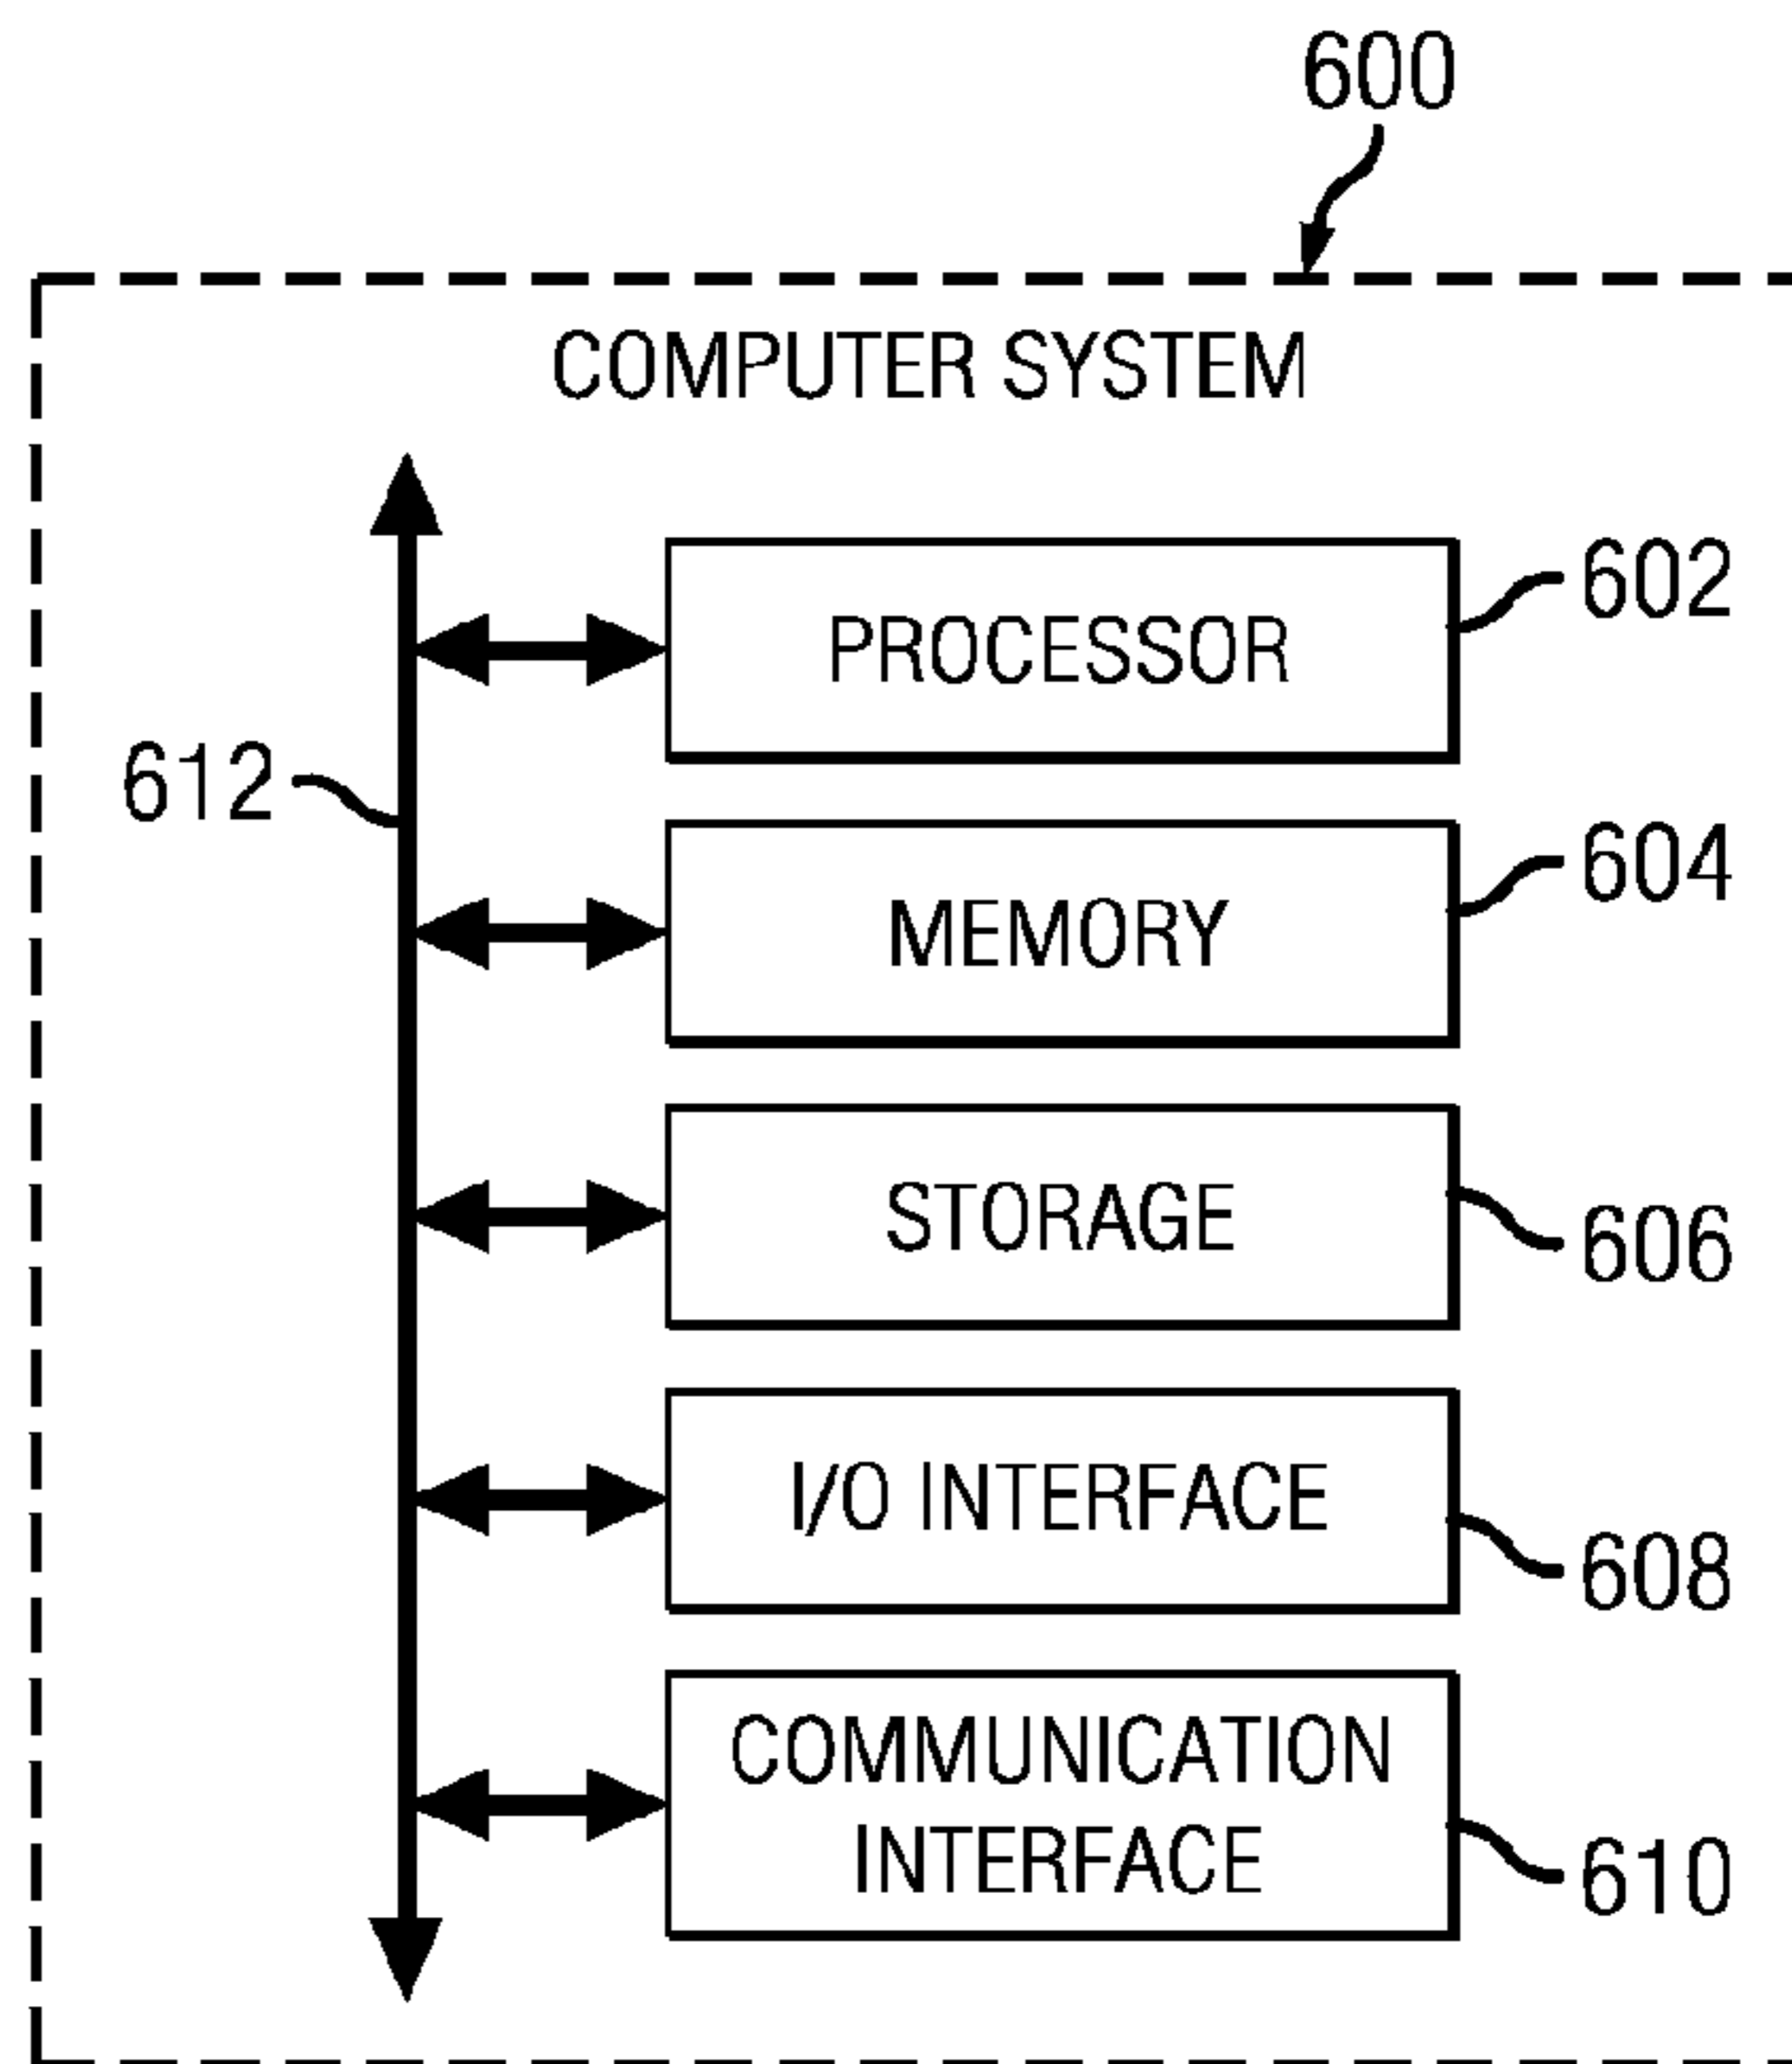 600
COMPUTER SYSTEM
PROCESSOR
602
612
MEMORY
604
STORAGE
606
I/O INTERFACE
608
COMMUNICATION
INTERFACE
610